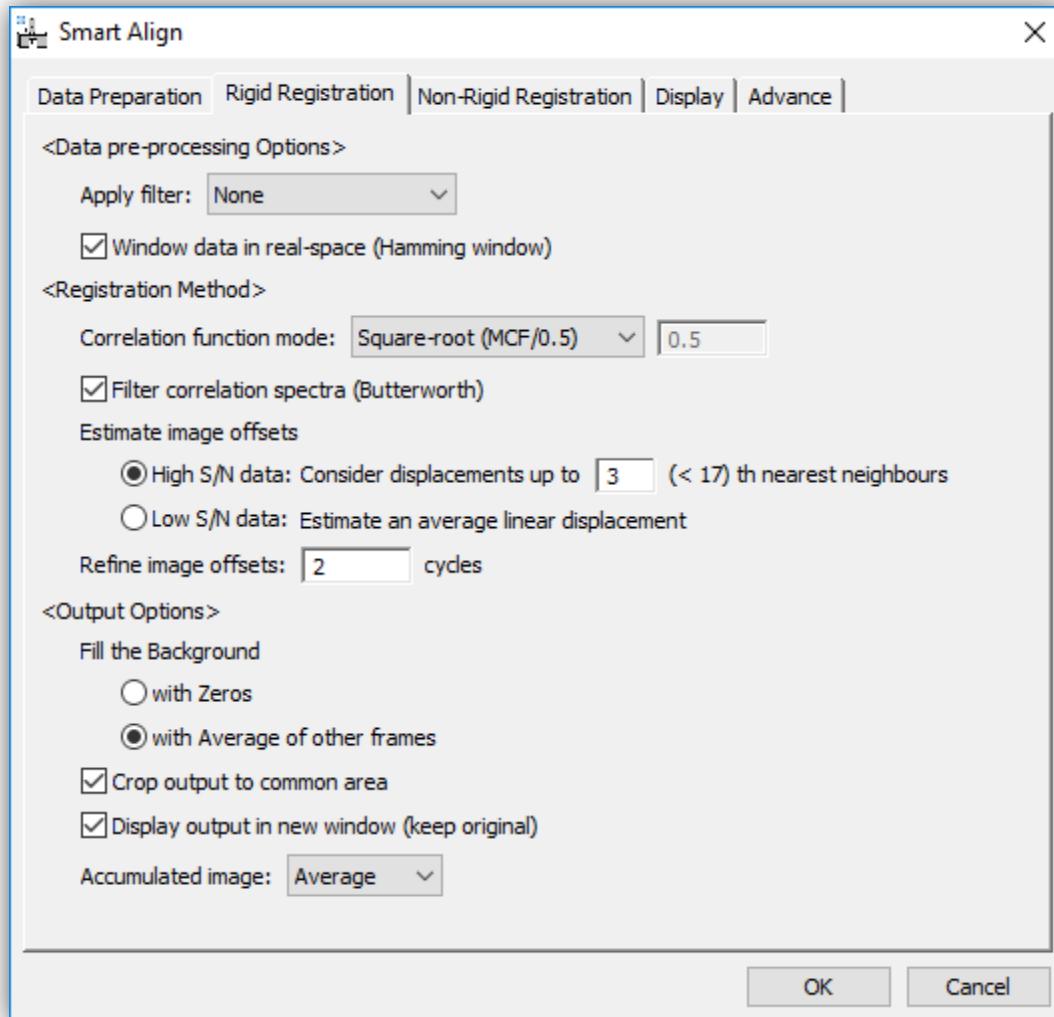 Smart Align
Data Preparation Rigid Registration Non-Rigid Registration Display Advance
<Data pre-processing Options>
Apply filter: None
Window data in real-space (Hamming window)
<Registration Method>
Correlation function mode: Square-root (MCF/0.5) 0.5
Filter correlation spectra (Butterworth)
Estimate image offsets
High S/N data: Consider displacements up to 3 (< 17) th nearest neighbours
Low S/N data: Estimate an average linear displacement
Refine image offsets: 2 cycles
<Output Options>
Fill the Background
with Zeros
with Average of other frames
Crop output to common area
Display output in new window (keep original)
Accumulated image: Average
OK Cancel